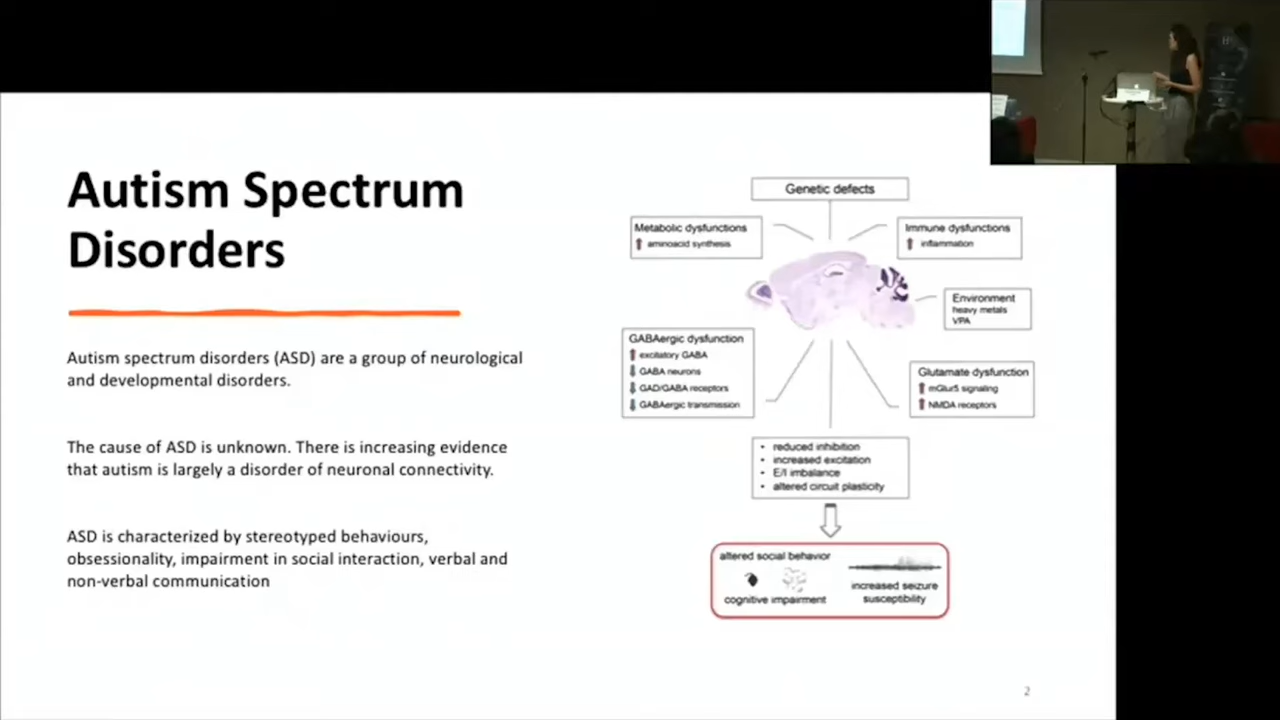 Autism Spectrum
Disorders
Autism spectrum disorders (ASD) are a group of neurological
and developmental disorders.
The cause of ASD is unknown. There is increasing evidence
that autism is largely a disorder of neuronal connectivity.
ASD is characterized by stereotyped behaviours,
obsessionality, impairment in social interaction, verbal and
non-verbal communication
Genetic defects
Metabolic dysfunctions
aminoacid synthesis
Immune dysfunctions
inflammation
Environment
heavy metals
VPA
GABAergic dysfunction
excitatory GABA
GABA neurons
GAD/GABA receptors
GABAergic transmission
Glutamate dysfunction
mGlur5 signaling
NMDA receptors
• reduced inhibition
• increased excitation
• E/I imbalance
• altered circuit plasticity
altered social behavior
cognitive impairment
increased seizure
susceptibility
2